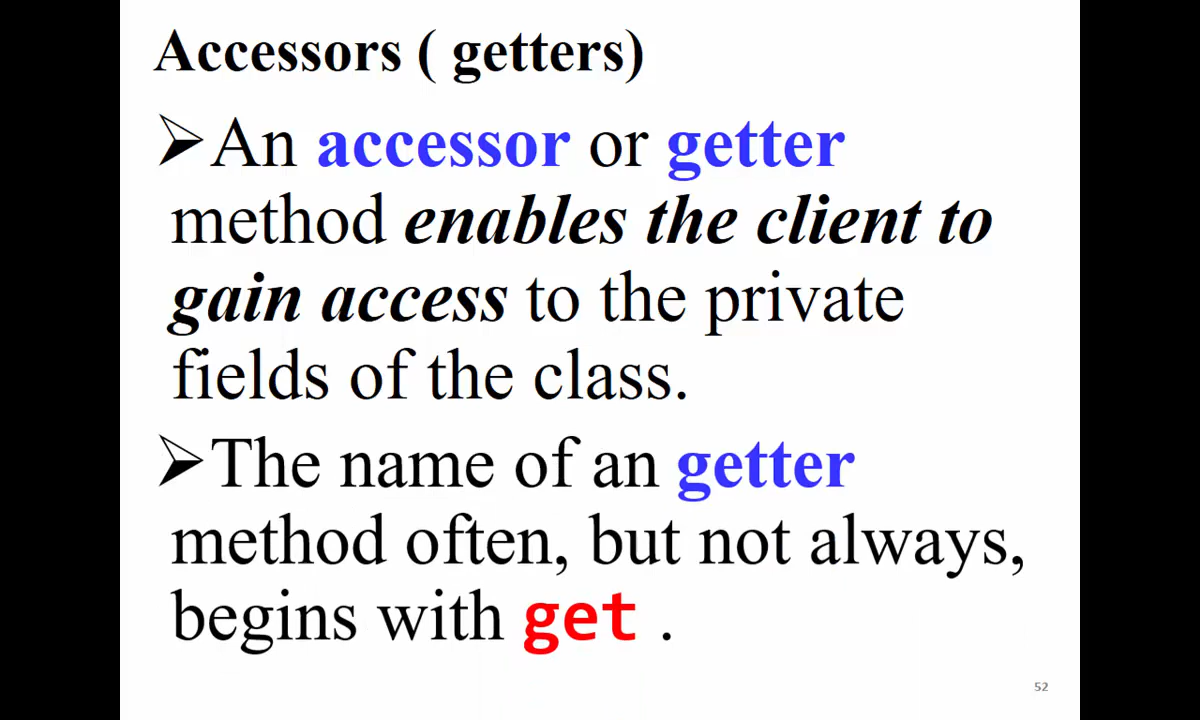 Accessors ( getters)
➢An accessor or getter
method enables the client to
gain access to the private
fields of the class.
➢The name of an getter
method often, but not always,
begins with get .
52